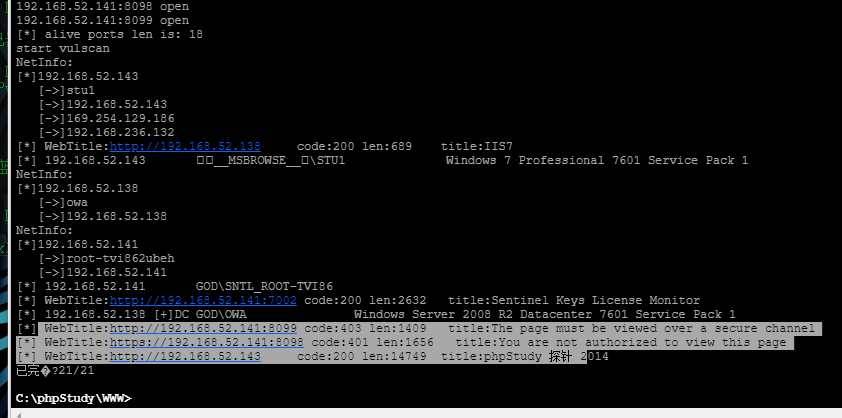 192.168.52.141:8098 open
192.168.52.141:8099 open
[*] alive ports len is: 18
start vulscan
NetInfo:
[*]192.168.52.143
[->]stu1
[->]192.168.52.143
[->]169.254.129.186
[->]192.168.236.132
[*] WebTitle:http://192.168.52.138 code:200 len:689 title:IIS7
[*] 192.168.52.143 □□__MSBROWSE__□\STU1 Windows 7 Professional 7601 Service Pack 1
NetInfo:
[*]192.168.52.138
[->]owa
[->]192.168.52.138
NetInfo:
[*]192.168.52.141
[->]root-tvi862ubeh
[->]192.168.52.141
[*] 192.168.52.141 GOD\SNTL_ROOT-TVI86
[*] WebTitle:http://192.168.52.141:7002 code:200 len:2632 title:Sentinel Keys License Monitor
[*] 192.168.52.138 [+]DC GOD\OWA Windows Server 2008 R2 Datacenter 7601 Service Pack 1
[*] WebTitle:http://192.168.52.141:8099 code:403 len:1409 title:The page must be viewed over a secure channel
[*] WebTitle:https://192.168.52.141:8098 code:401 len:1656 title:You are not authorized to view this page
[*] WebTitle:http://192.168.52.143 code:200 len:14749 title:phpStudy 探针 2014
已完�?21/21
C:\phpStudy\WWW>